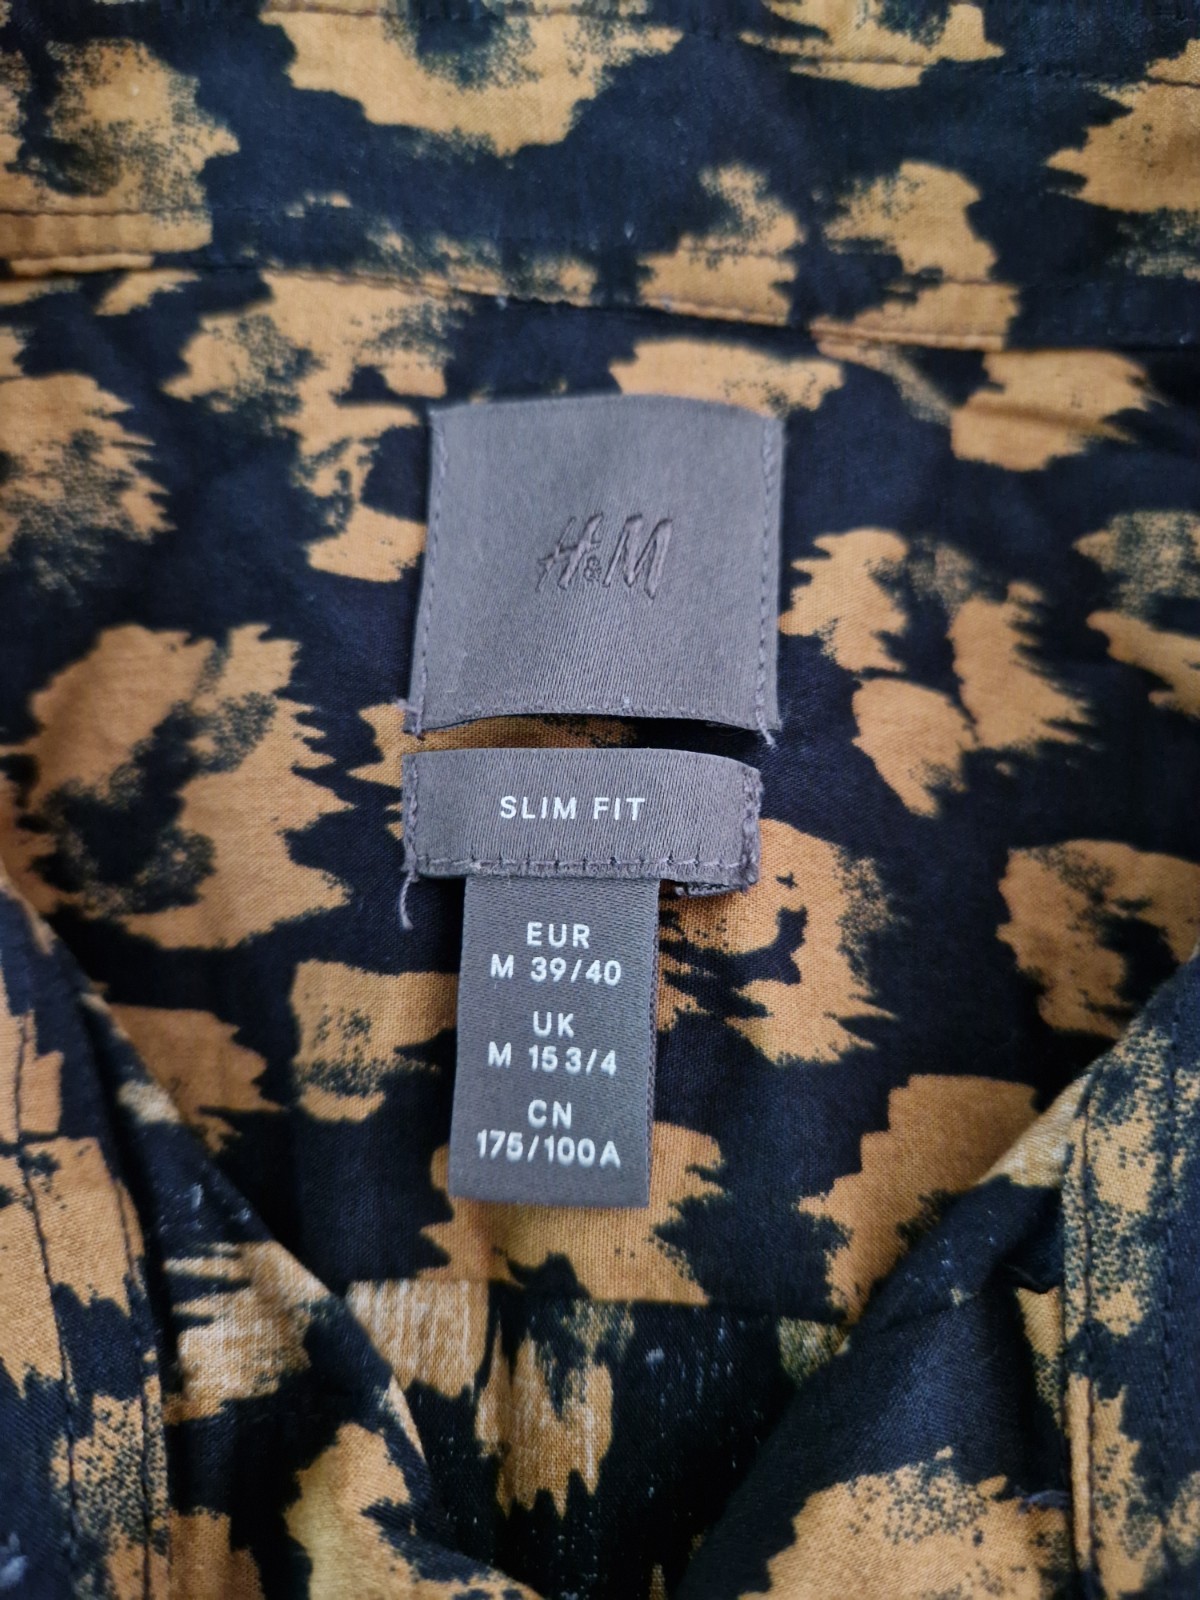 H&M
SLIM FIT
EUR
M 39/40
UK
M 15 3/4
CN
175/100A